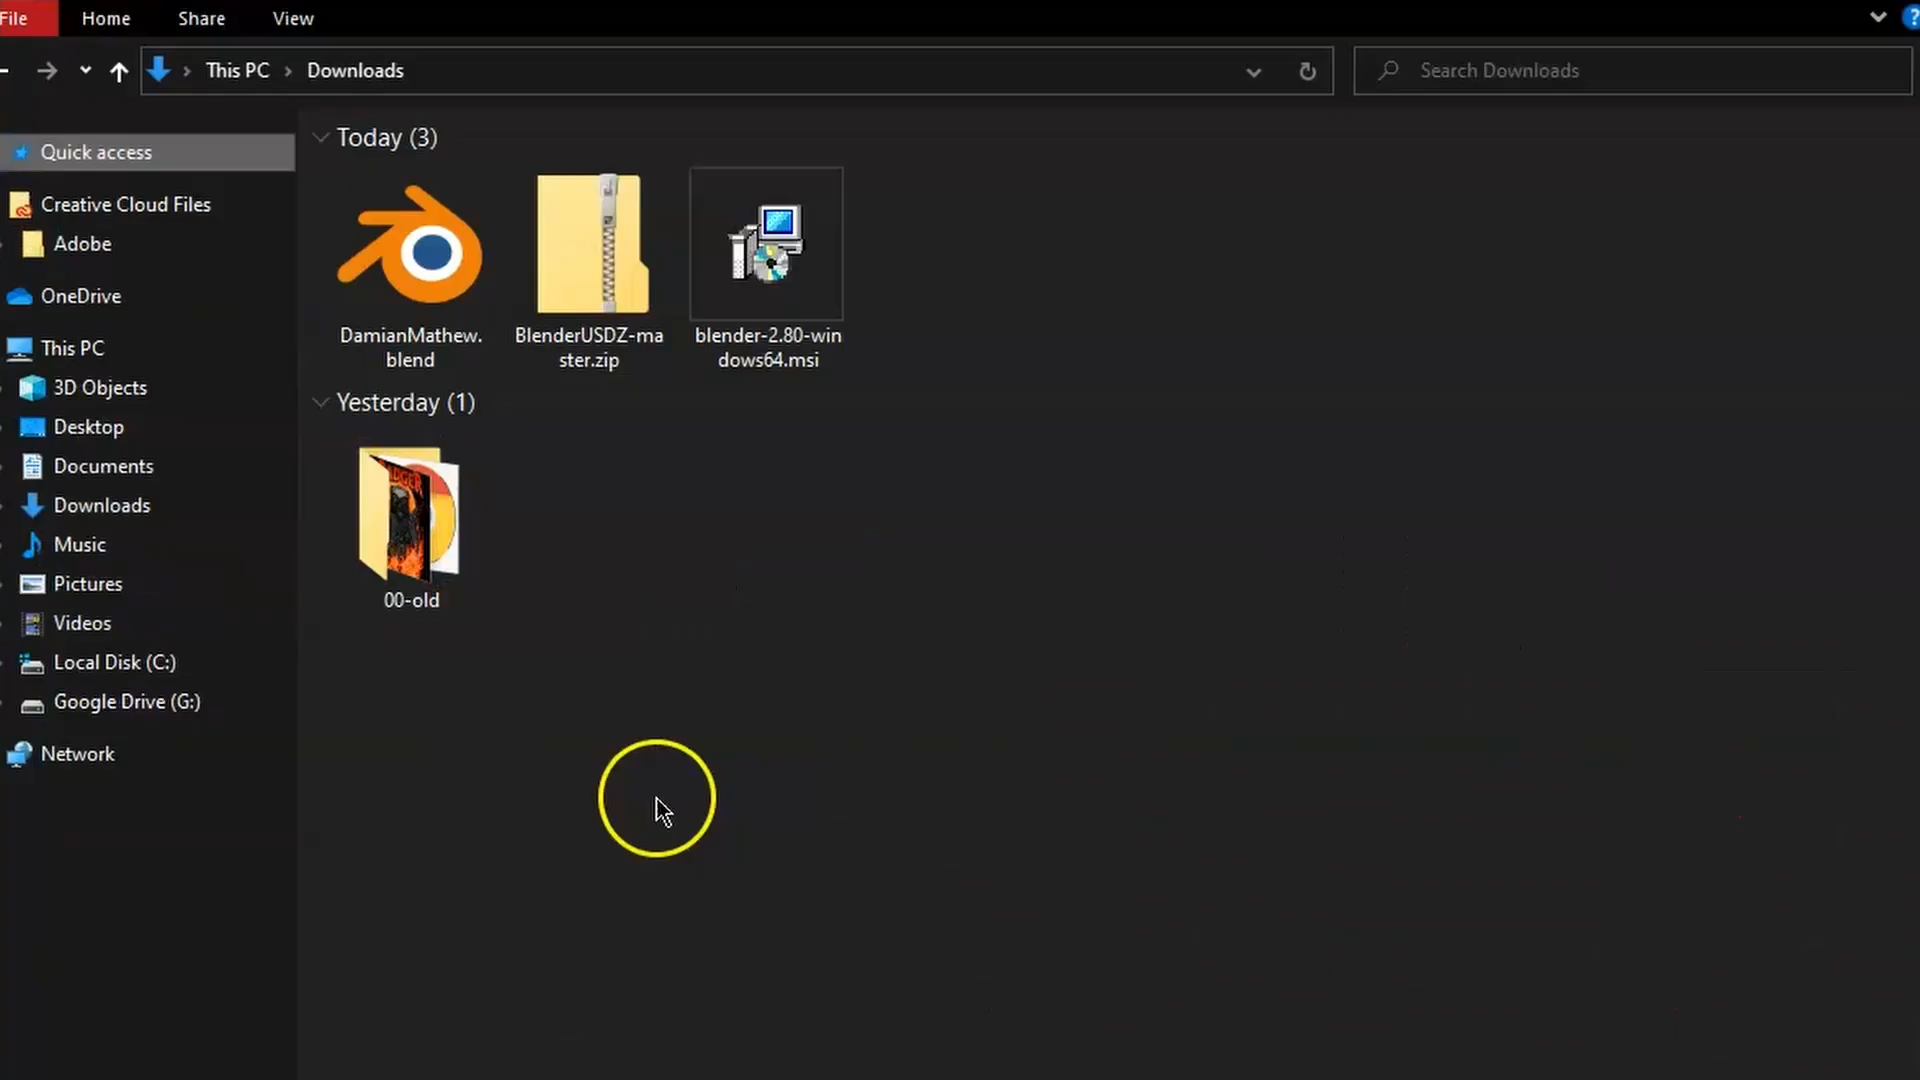 File Home Share View
This PC Downloads
Search Downloads
Quick access
Creative Cloud Files
Adobe
OneDrive
This PC
3D Objects
Desktop
Documents
Downloads
Music
Pictures
Videos
Local Disk (C:)
Google Drive (G:)
Network
Today (3)
DamianMathew.
blend
BlenderUSDZ-ma
ster.zip
blender-2.80-win
dows64.msi
Yesterday (1)
00-old